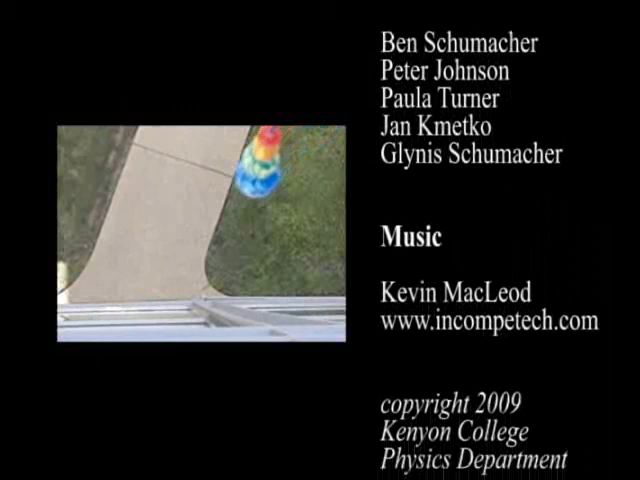 Ben Schumacher
Peter Johnson
Paula Turner
Jan Kmetko
Glynis Schumacher
Music
Kevin MacLeod
www.incompetech.com
copyright 2009
Kenyon College
Physics Department